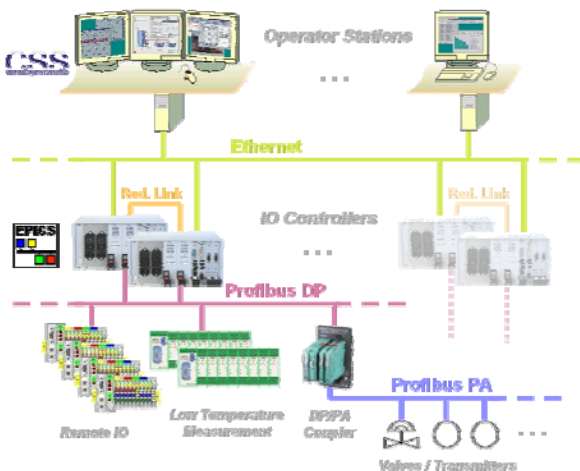 CSS
Operator Stations
...
Ethernet
Red. Link
Red. Link
EPICS
IO Controllers
...
Profibus DP
Profibus PA
Remote IO
Low Temperature
Measurement
DP/PA
Coupler
...
Valves / Transmitters